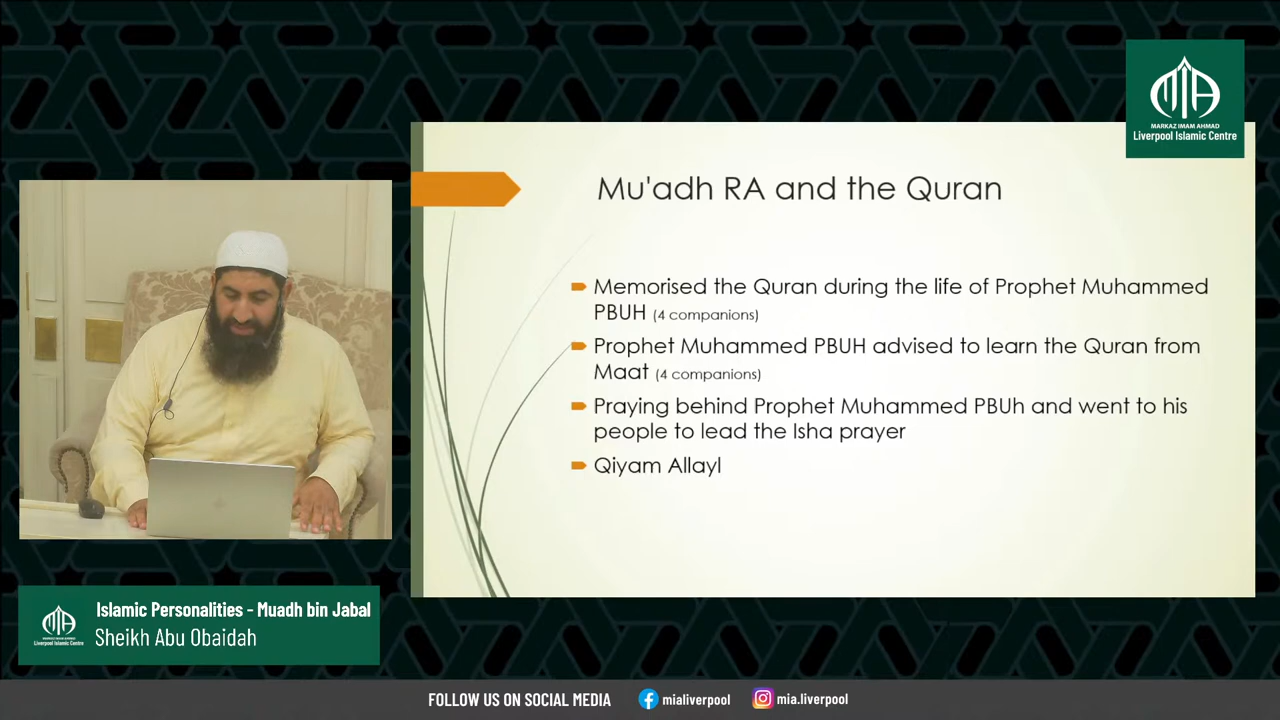 MARKAZ IMAM AHMAD
Liverpool Islamic Centre
Mu'adh RA and the Quran
Memorised the Quran during the life of Prophet Muhammed
PBUH (4 companions)
Prophet Muhammed PBUH advised to learn the Quran from
Maat (4 companions)
Praying behind Prophet Muhammed PBUh and went to his
people to lead the Isha prayer
Qiyam Allayl
MARKAZ IMAM AHMAD
Liverpool Islamic Centre
Islamic Personalities - Muadh bin Jabal
Sheikh Abu Obaidah
FOLLOW US ON SOCIAL MEDIA
mialiverpool
mia.liverpool